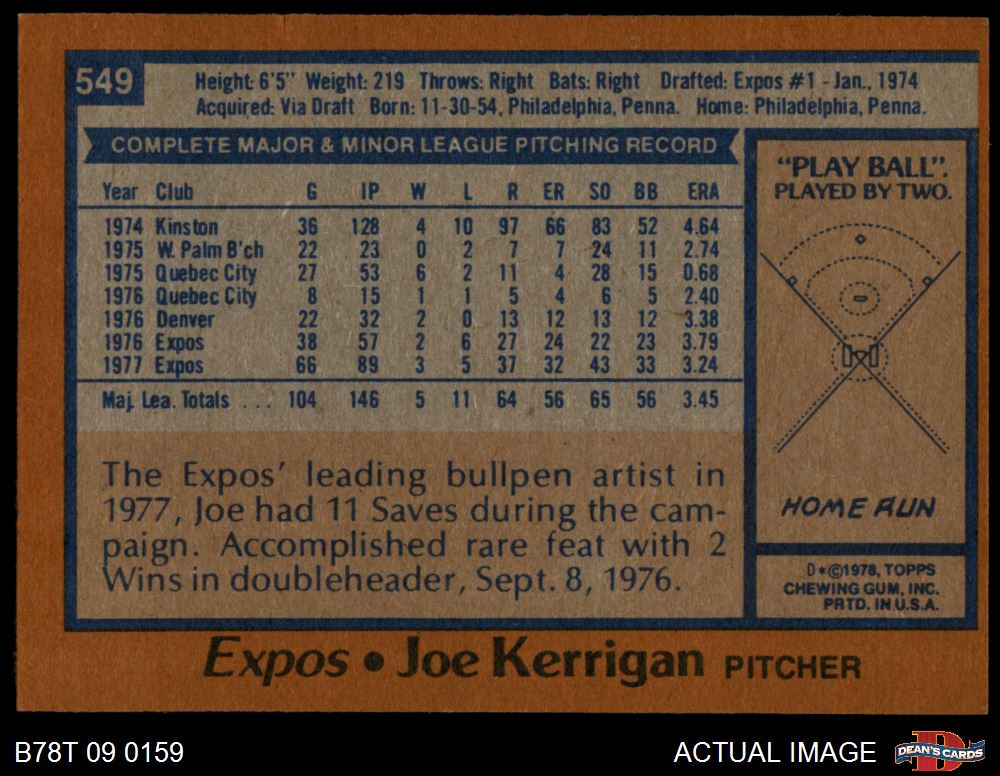 549
Height: 6'5" Weight: 219 Throws: Right Bats: Right Drafted: Expos #1 - Jan., 1974
Acquired: Via Draft Born: 11-30-54, Philadelphia, Penna. Home: Philadelphia, Penna.
COMPLETE MAJOR & MINOR LEAGUE PITCHING RECORD
Year Club G IP W L R ER SO BB ERA
1974 Kinston 36 128 4 10 97 66 83 52 4.64
1975 W. Palm B'ch 22 23 0 2 7 7 24 11 2.74
1975 Quebec City 27 53 6 2 11 4 28 15 0.68
1976 Quebec City 8 15 1 1 5 4 6 5 2.40
1976 Denver 22 32 2 0 13 12 13 12 3.38
1976 Expos 38 57 2 6 27 24 22 23 3.79
1977 Expos 66 89 3 5 37 32 43 33 3.24
Maj. Lea. Totals ... 104 146 5 11 64 56 65 56 3.45
The Expos' leading bullpen artist in
1977, Joe had 11 Saves during the cam-
paign. Accomplished rare feat with 2
Wins in doubleheader, Sept. 8, 1976.
"PLAY BALL".
PLAYED BY TWO.
HOME RUN
D*©1978, TOPPS
CHEWING GUM, INC.
PRTD. IN U.S.A.
Expos • Joe Kerrigan PITCHER
B78T 09 0159
ACTUAL IMAGE
DEAN'S CARDS